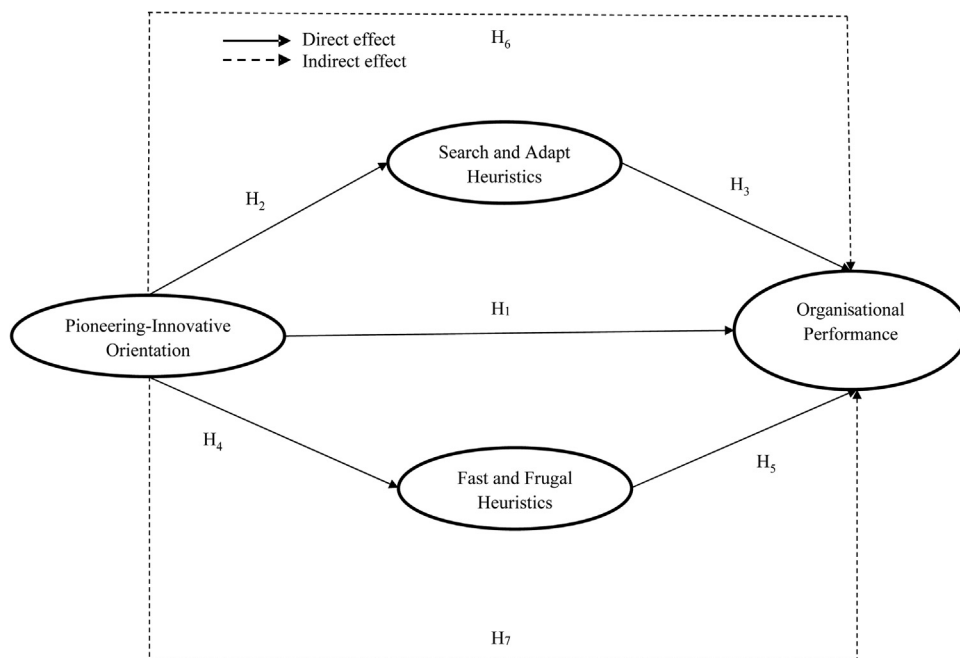 H₆
Direct effect
Indirect effect
Search and Adapt
Heuristics
H₂
H₃
Pioneering-Innovative
Orientation
H₁
Organisational
Performance
H₄
Fast and Frugal
Heuristics
H₅
H₇